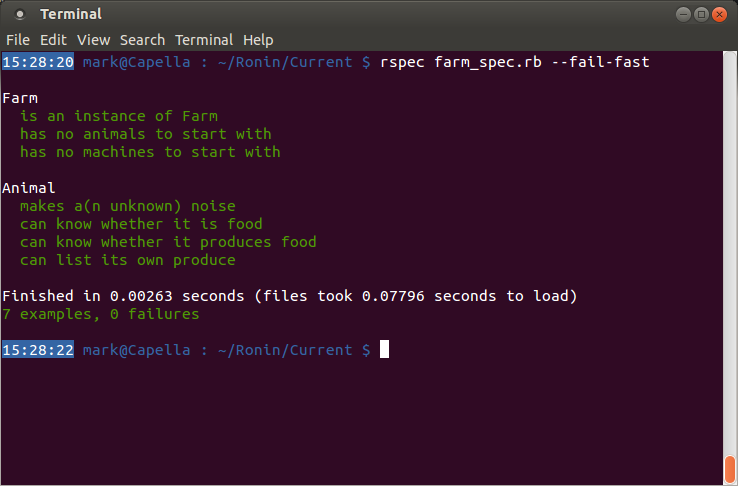 Terminal
File Edit View Search Terminal Help
15:28:20 mark@Capella : ~/Ronin/Current $ rspec farm_spec.rb --fail-fast
Farm
is an instance of Farm
has no animals to start with
has no machines to start with
Animal
makes a(n unknown) noise
can know whether it is food
can know whether it produces food
can list its own produce
Finished in 0.00263 seconds (files took 0.07796 seconds to load)
7 examples, 0 failures
15:28:22 mark@Capella : ~/Ronin/Current $